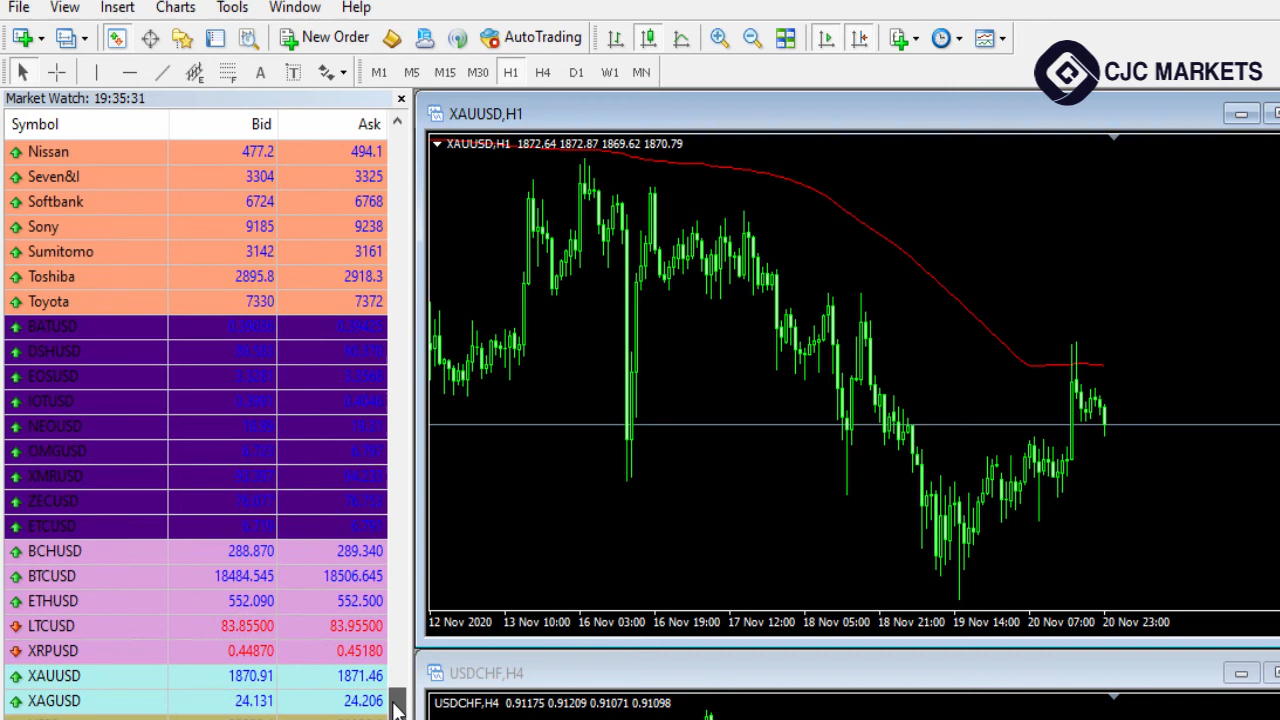 File View Insert Charts Tools Window Help
New Order AutoTrading
A T M1 M5 M15 M30 H1 H4 D1 W1 MN
CJC MARKETS
Market Watch: 19:35:31
Symbol Bid Ask
Nissan 477.2 494.1
Seven&I 3304 3325
Softbank 6724 6768
Sony 9185 9238
Sumitomo 3142 3161
Toshiba 2895.8 2918.3
Toyota 7330 7372
BATUSD
DSHUSD
EOSUSD
IOTUSD
NEOUSD
OMGUSD
XMRUSD
ZECUSD
ETCUSD
BCHUSD 288.870 289.340
BTCUSD 18484.545 18506.645
ETHUSD 552.090 552.500
LTCUSD 83.85500 83.95500
XRPUSD 0.44870 0.45180
XAUUSD 1870.91 1871.46
XAGUSD 24.131 24.206
XAUUSD,H1
XAUUSD,H1 1872.64 1872.87 1869.62 1870.79
12 Nov 2020 13 Nov 10:00 16 Nov 03:00 16 Nov 19:00 17 Nov 12:00 18 Nov 05:00 18 Nov 21:00 19 Nov 14:00 20 Nov 07:00 20 Nov 23:00
USDCHF,H4
USDCHF,H4 0.91175 0.91209 0.91071 0.91098